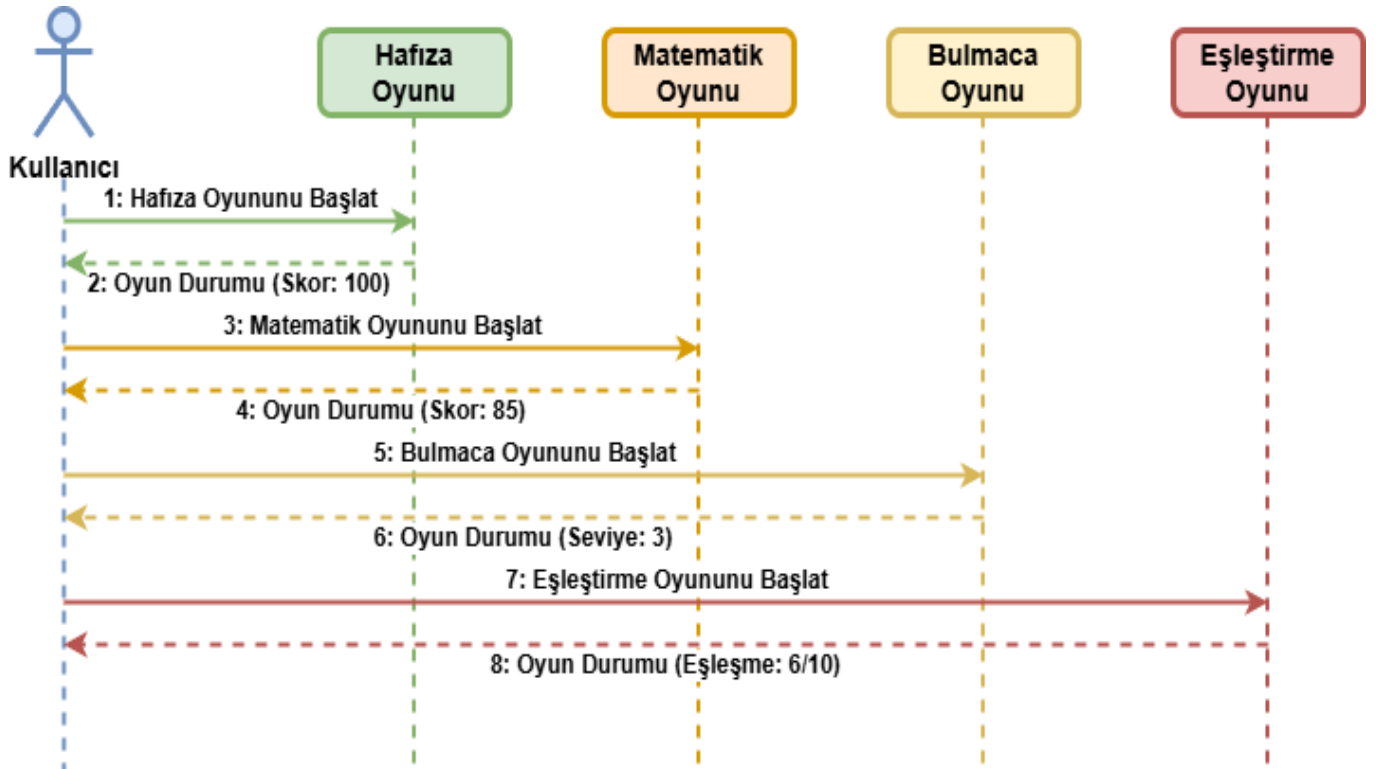 Hafıza
Oyunu
Matematik
Oyunu
Bulmaca
Oyunu
Eşleştirme
Oyunu
Kullanıcı
1: Hafıza Oyununu Başlat
2: Oyun Durumu (Skor: 100)
3: Matematik Oyununu Başlat
4: Oyun Durumu (Skor: 85)
5: Bulmaca Oyununu Başlat
6: Oyun Durumu (Seviye: 3)
7: Eşleştirme Oyununu Başlat
8: Oyun Durumu (Eşleşme: 6/10)